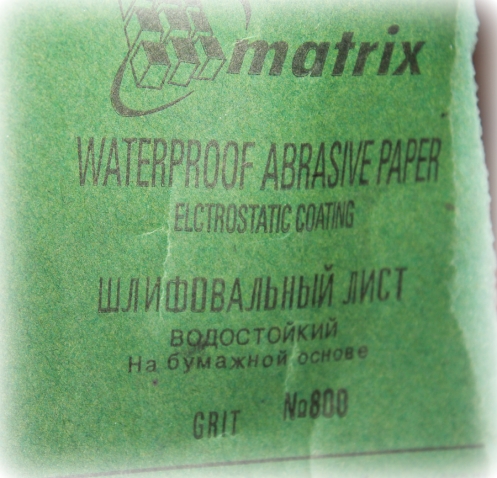 matrix
WATERPROOF ABRASIVE PAPER
ELCTROSTATIC COATING
ШЛИФОВАЛЬНЫЙ ЛИСТ
ВОДОСТОЙКИЙ
На бумажной основе
GRIT №800